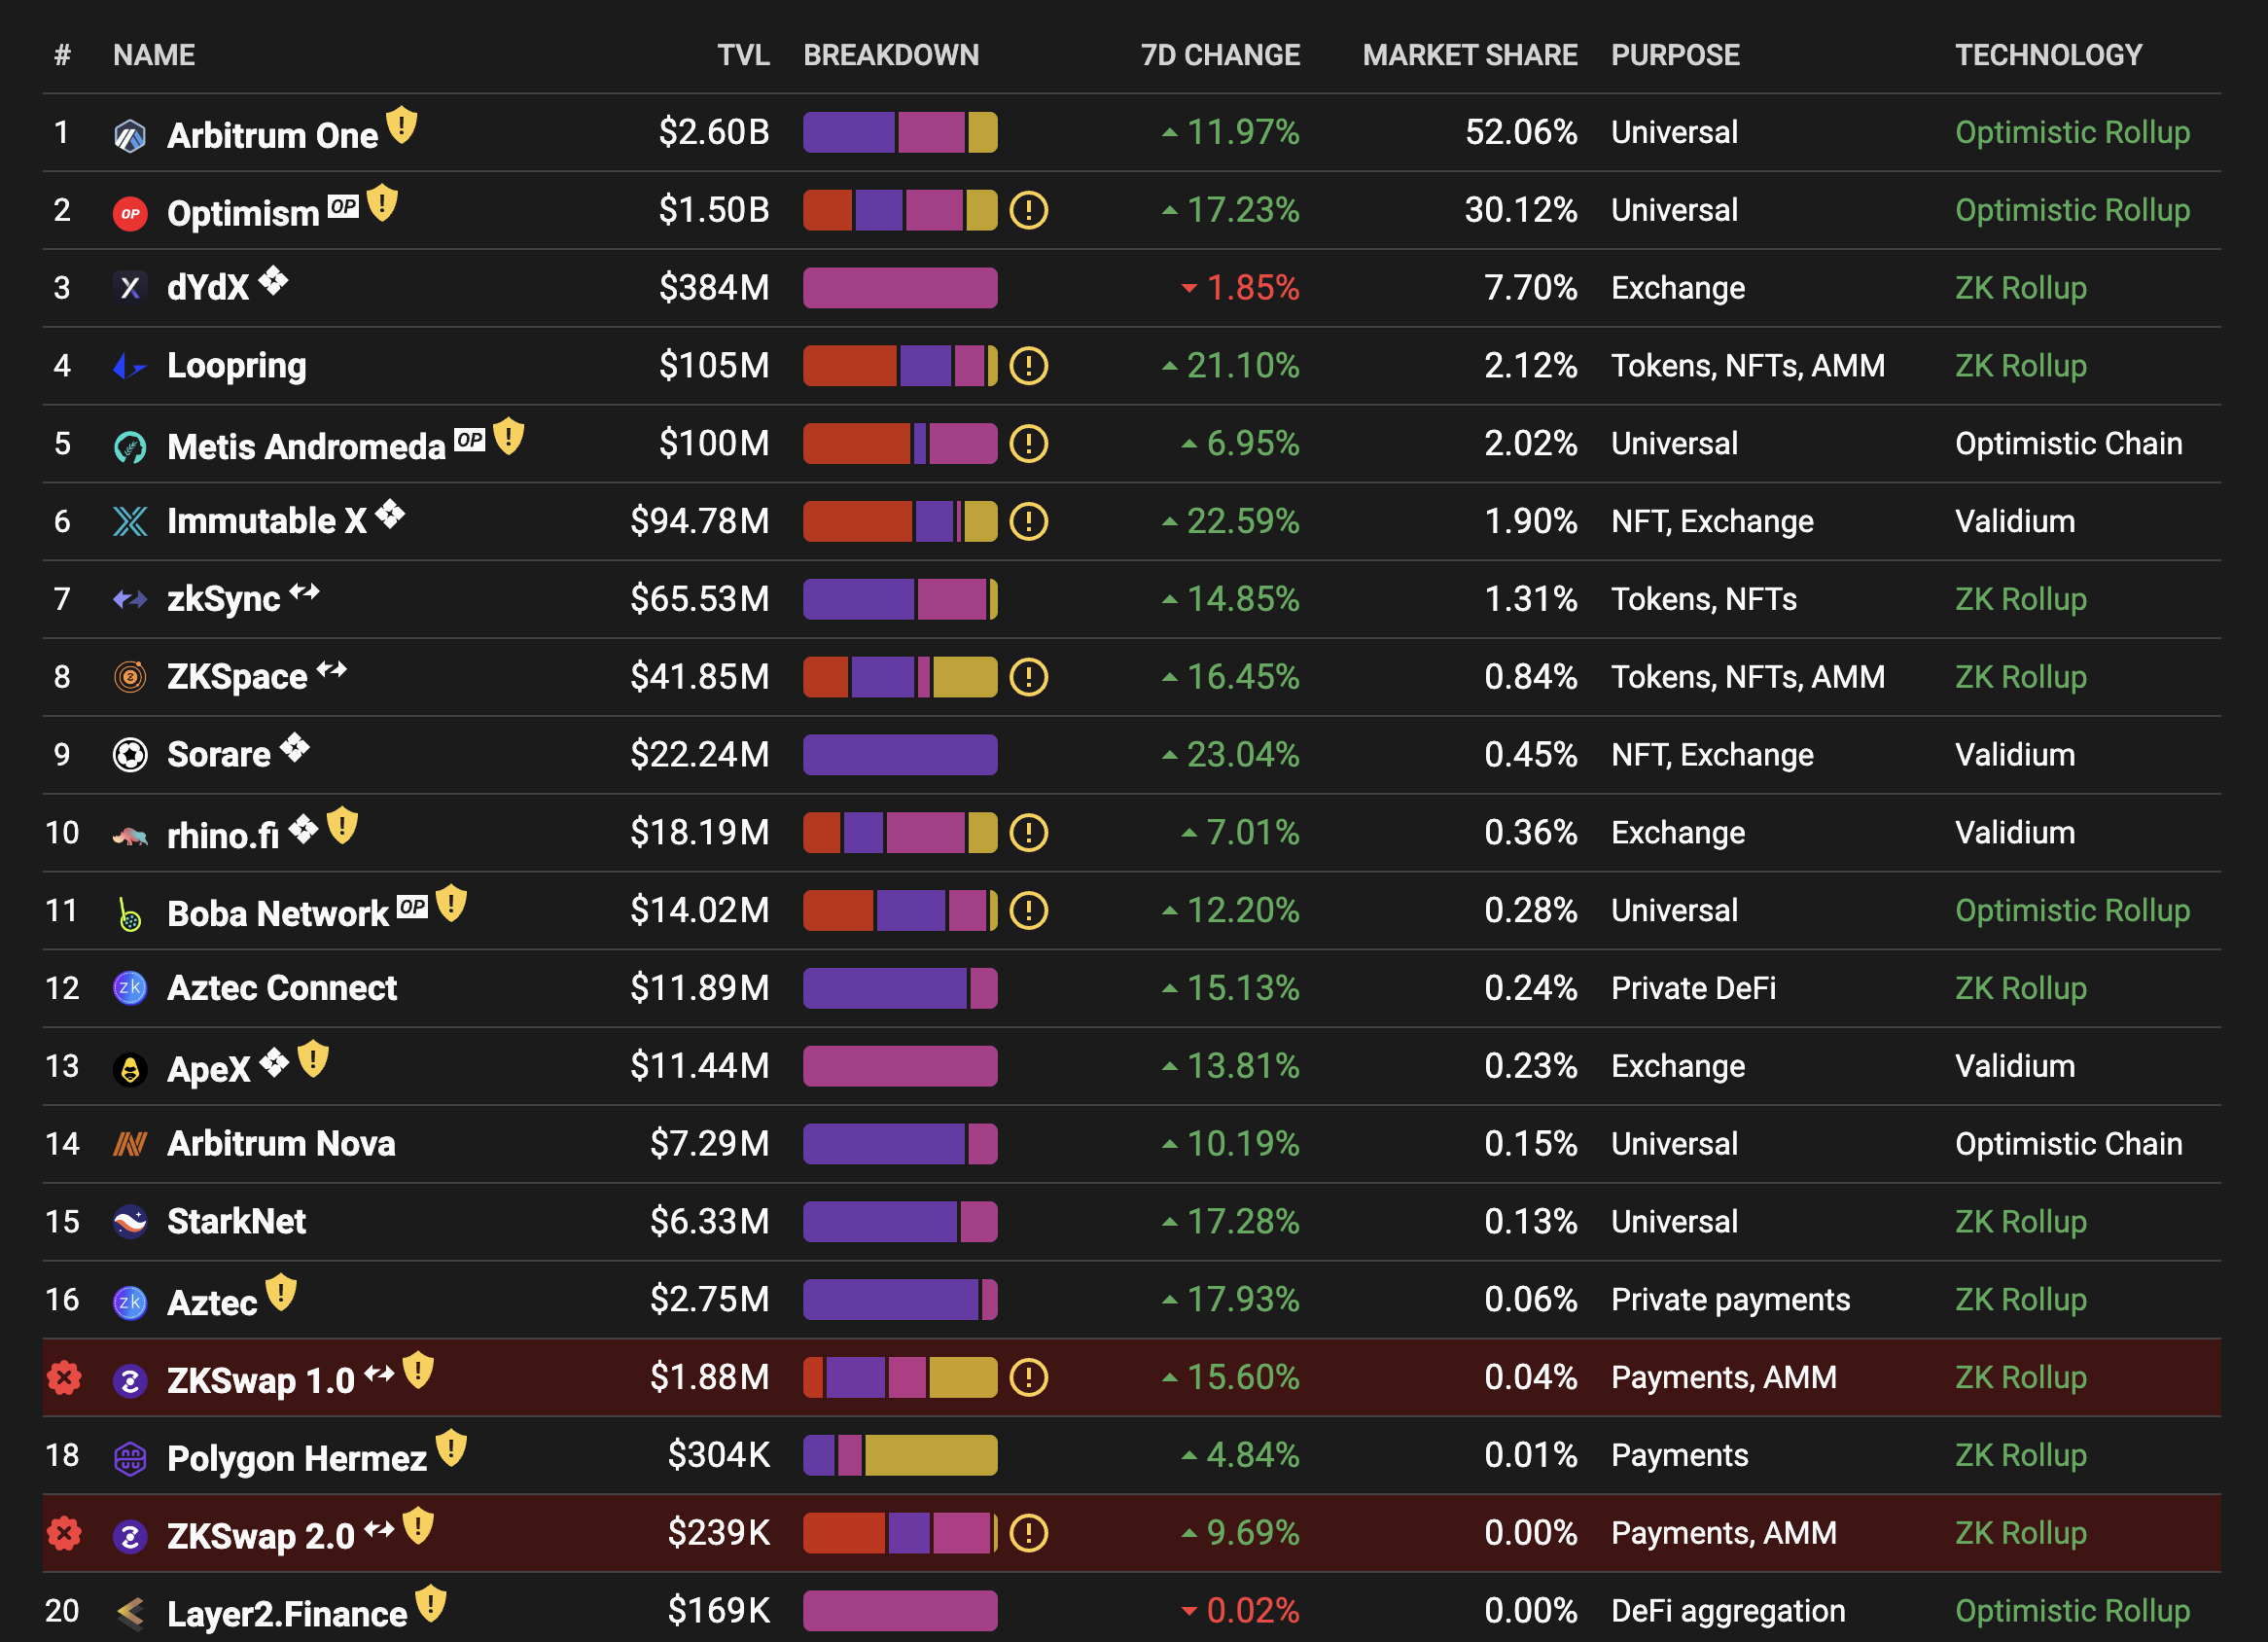 # NAME TVL BREAKDOWN 7D CHANGE MARKET SHARE PURPOSE TECHNOLOGY
1 Arbitrum One $2.60B 11.97% 52.06% Universal Optimistic Rollup
2 OP Optimism OP $1.50B 17.23% 30.12% Universal Optimistic Rollup
3 dYdX $384M 1.85% 7.70% Exchange ZK Rollup
4 Loopring $105M 21.10% 2.12% Tokens, NFTs, AMM ZK Rollup
5 Metis Andromeda OP $100M 6.95% 2.02% Universal Optimistic Chain
6 Immutable X $94.78M 22.59% 1.90% NFT, Exchange Validium
7 zkSync $65.53M 14.85% 1.31% Tokens, NFTs ZK Rollup
8 ZKSpace $41.85M 16.45% 0.84% Tokens, NFTs, AMM ZK Rollup
9 Sorare $22.24M 23.04% 0.45% NFT, Exchange Validium
10 rhino.fi $18.19M 7.01% 0.36% Exchange Validium
11 Boba Network OP $14.02M 12.20% 0.28% Universal Optimistic Rollup
12 zk Aztec Connect $11.89M 15.13% 0.24% Private DeFi ZK Rollup
13 ApeX $11.44M 13.81% 0.23% Exchange Validium
14 Arbitrum Nova $7.29M 10.19% 0.15% Universal Optimistic Chain
15 StarkNet $6.33M 17.28% 0.13% Universal ZK Rollup
16 zk Aztec $2.75M 17.93% 0.06% Private payments ZK Rollup
ZKSwap 1.0 $1.88M 15.60% 0.04% Payments, AMM ZK Rollup
18 Polygon Hermez $304K 4.84% 0.01% Payments ZK Rollup
ZKSwap 2.0 $239K 9.69% 0.00% Payments, AMM ZK Rollup
20 Layer2.Finance $169K 0.02% 0.00% DeFi aggregation Optimistic Rollup